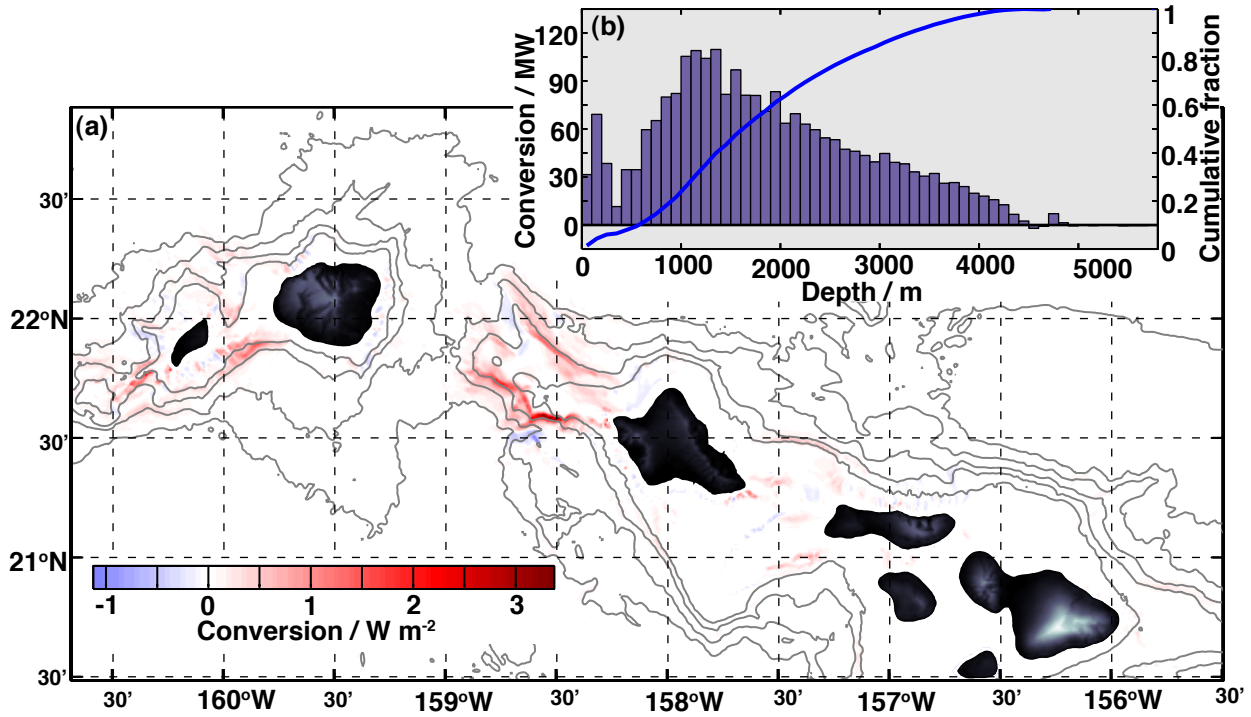 (b)
120
90
60
30
0
Conversion / MW
1
0.8
0.6
0.4
0.2
0
Cumulative fraction
0
1000
2000
3000
4000
5000
Depth / m
(a)
30’
22°N
30’
21°N
30’
-1
0
1
2
3
Conversion / W m⁻²
30’
160°W
30’
159°W
30’
158°W
30’
157°W
30’
156°W
30’